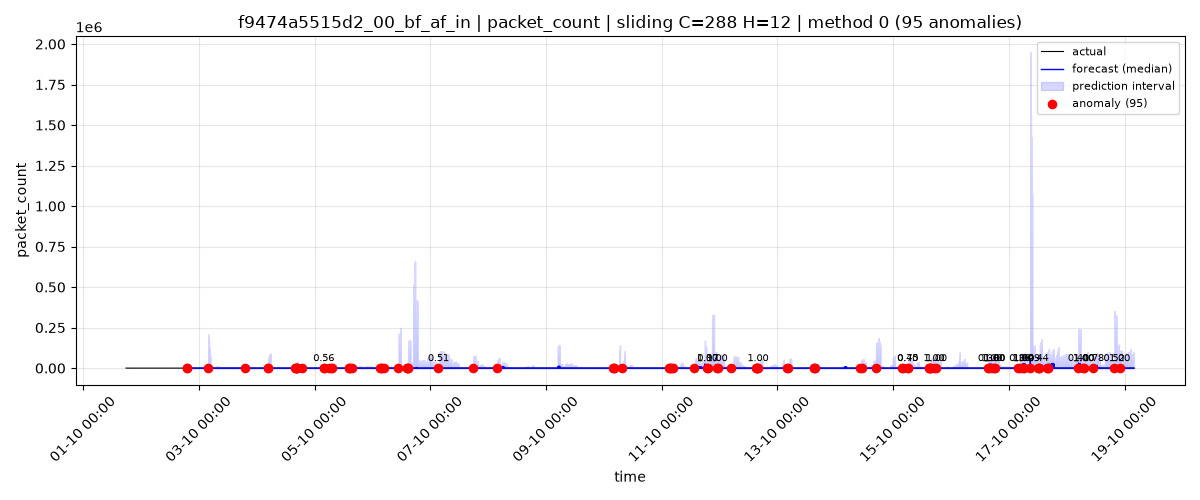 f9474a5515d2_00_bf_af_in | packet_count | sliding C=288 H=12 | method 0 (95 anomalies)
1e6
2.00
1.75
1.50
1.25
1.00
0.75
0.50
0.25
0.00
packet_count
actual
forecast (median)
prediction interval
anomaly (95)
0.56
0.51
1.00
01-10 00:00
03-10 00:00
05-10 00:00
07-10 00:00
09-10 00:00
11-10 00:00
13-10 00:00
15-10 00:00
17-10 00:00
19-10 00:00
time